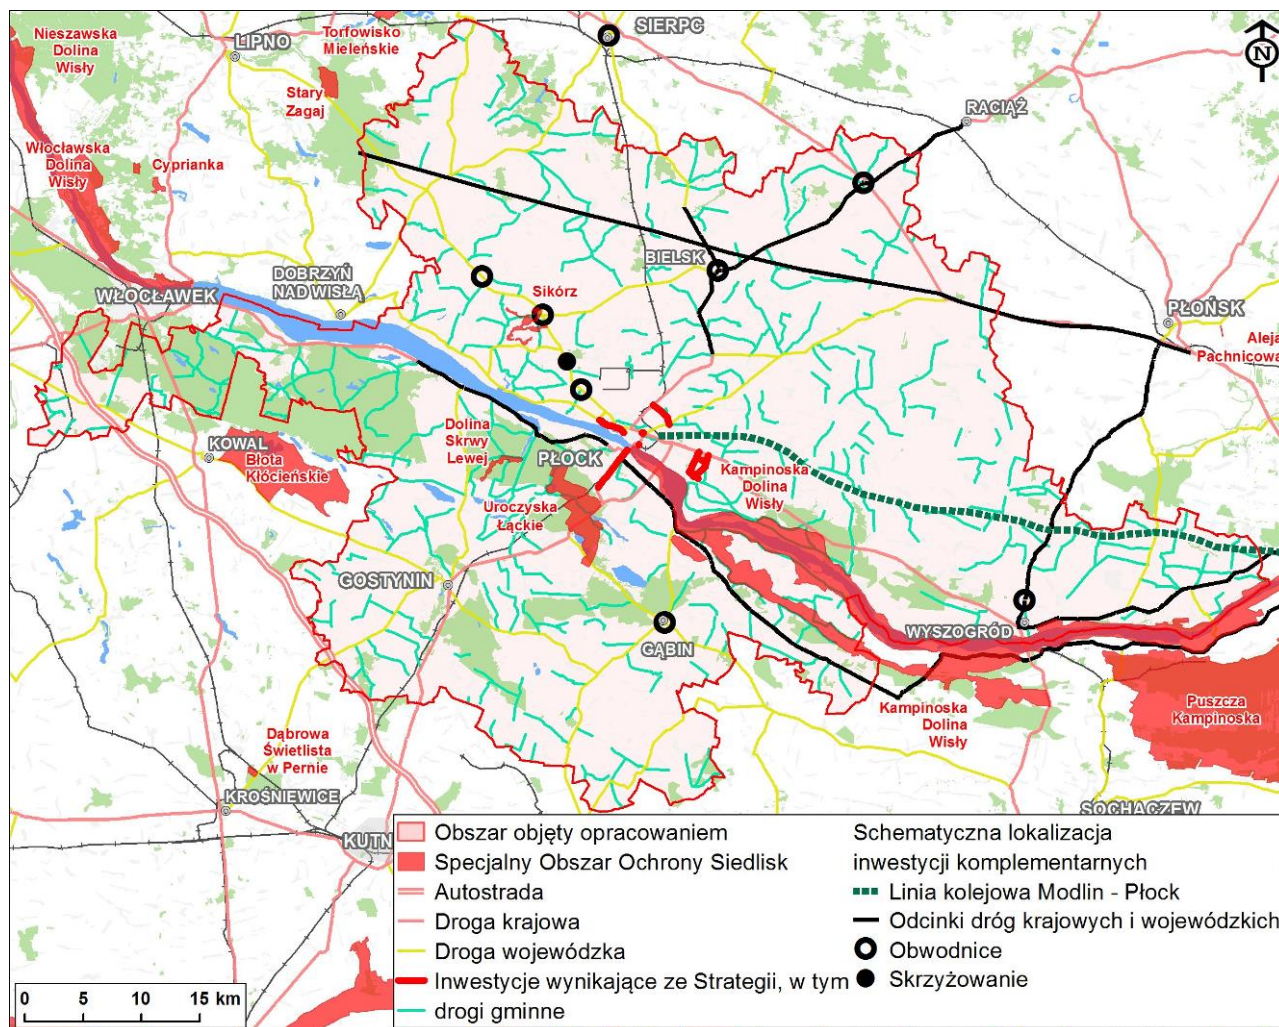 Nieszawska
Dolina
Wisły
LIPNO
Torfowisko
Mieleńskie
SIERPC
N
Stary
Zagaj
RACIĄŻ
Włocławska
Dolina
Wisły
Cyprianka
BIELSK
DOBRZYŃ
NAD WISŁĄ
WŁOCŁAWEK
Sikórz
PŁOŃSK
Aleja
Pachnicowa
Dolina
Skrwy
Lewej
KOWAL
Błota
Kłócieńskie
PŁOCK
Kampinoska
Dolina
Wisły
Uroczyska
Łąckie
GOSTYNIN
GĄBIN
WYSZOGRÓD
Kampinoska
Dolina
Wisły
Puszcza
Kampinoska
Dąbrowa
Świetlista
w Pernie
KROŚNIEWICE
SOCHACZEW
KUTN
Obszar objęty opracowaniem
Specjalny Obszar Ochrony Siedlisk
Autostrada
Droga krajowa
Droga wojewódzka
Inwestycje wynikające ze Strategii, w tym
drogi gminne
Schematyczna lokalizacja
inwestycji komplementarnych
Linia kolejowa Modlin - Płock
Odcinki dróg krajowych i wojewódzkich
Obwodnice
Skrzyżowanie
0 5 10 15 km